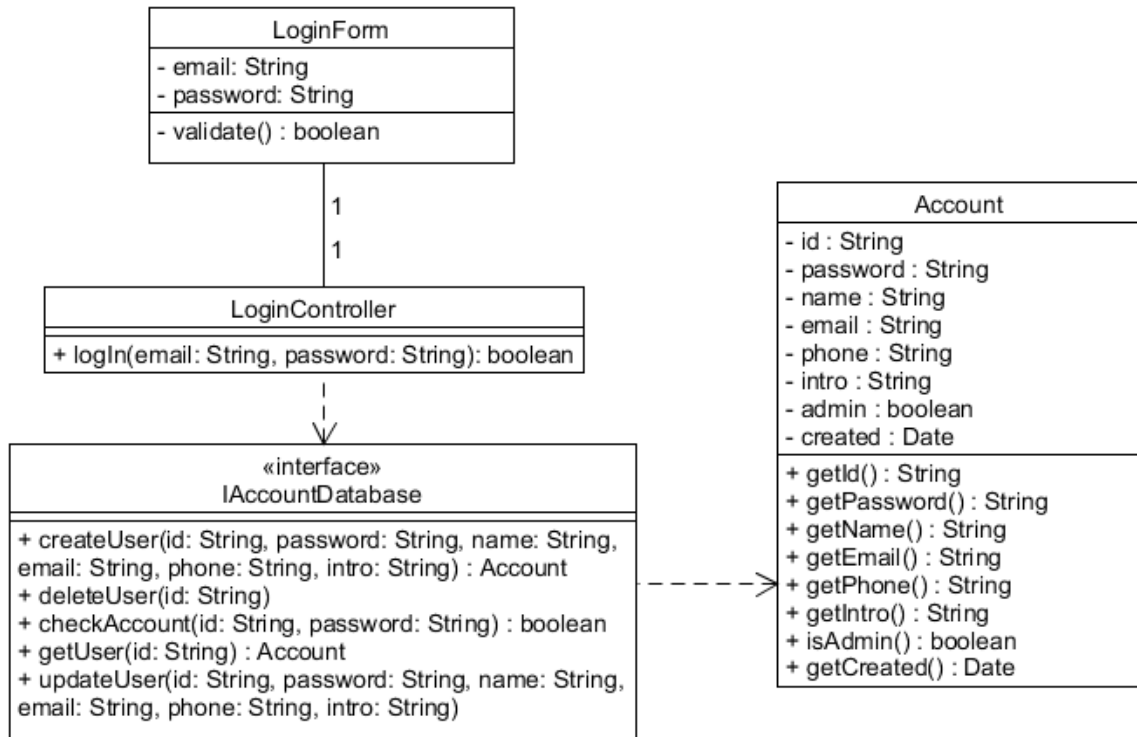 LoginForm
- email: String
- password: String
- validate() : boolean
1
1
LoginController
+ logIn(email: String, password: String): boolean
«interface»
IAccountDatabase
+ createUser(id: String, password: String, name: String,
email: String, phone: String, intro: String) : Account
+ deleteUser(id: String)
+ checkAccount(id: String, password: String) : boolean
+ getUser(id: String) : Account
+ updateUser(id: String, password: String, name: String,
email: String, phone: String, intro: String)
Account
- id : String
- password : String
- name : String
- email : String
- phone : String
- intro : String
- admin : boolean
- created : Date
+ getId() : String
+ getPassword() : String
+ getName() : String
+ getEmail() : String
+ getPhone() : String
+ getIntro() : String
+ isAdmin() : boolean
+ getCreated() : Date